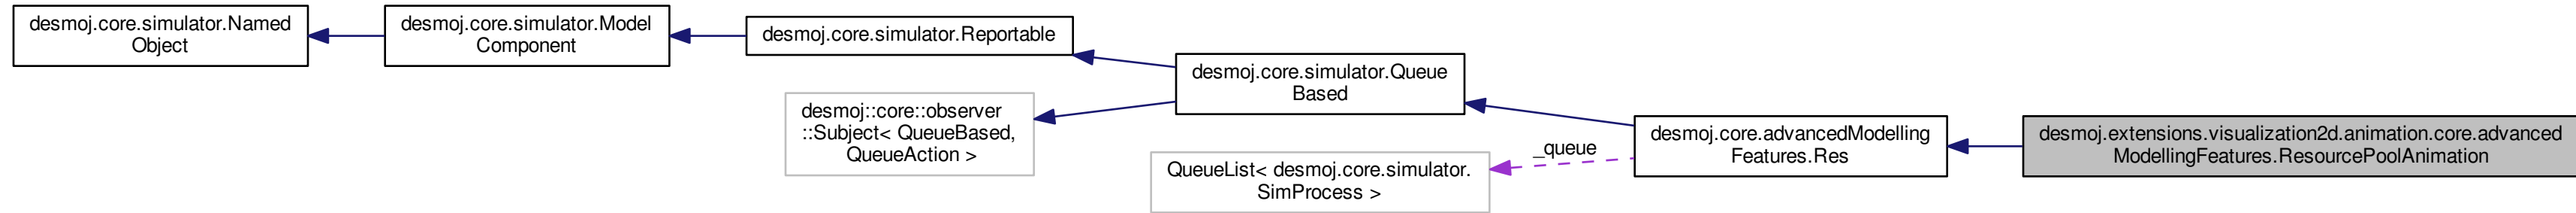 desmoj.core.simulator.Named
Object
desmoj.core.simulator.Model
Component
desmoj.core.simulator.Reportable
desmoj::core::observer
::Subject< QueueBased,
QueueAction >
desmoj.core.simulator.Queue
Based
QueueList< desmoj.core.simulator.
SimProcess >
_queue
desmoj.core.advancedModelling
Features.Res
desmoj.extensions.visualization2d.animation.core.advanced
ModellingFeatures.ResourcePoolAnimation